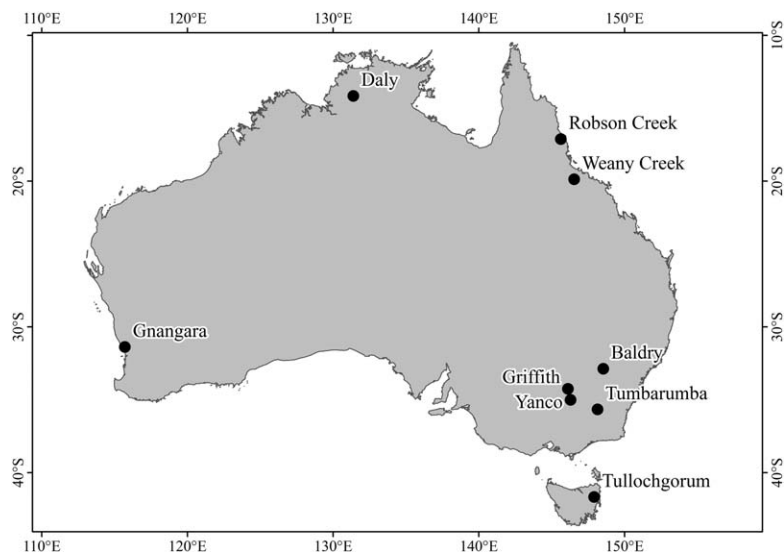 110°E 120°E 130°E 140°E 150°E
10°S
Daly
Robson Creek
Weany Creek
20°S 20°S
Gnangara
30°S 30°S
Baldry
Griffith
Tumbarumba
Yanco
40°S 40°S
Tullochgorum
110°E 120°E 130°E 140°E 150°E